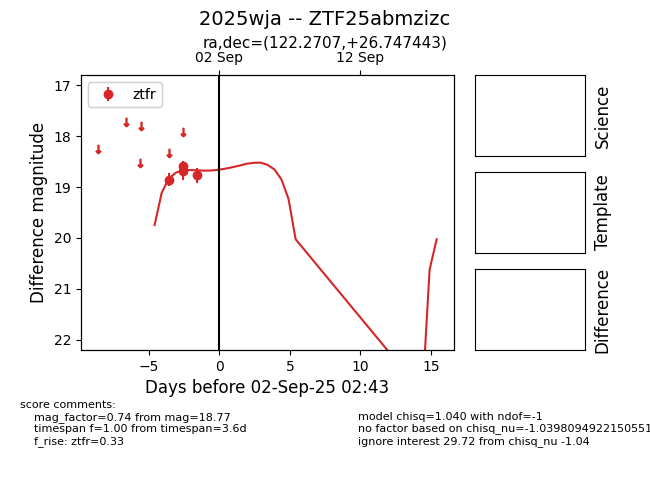 2025wja -- ZTF25abmzizc
ra,dec=(122.2707,+26.747443)
02 Sep
12 Sep
ztfr
17
18
19
20
21
22
Difference magnitude
−5
0
5
10
15
Days before 02-Sep-25 02:43
Science
Template
Difference
score comments:
mag_factor=0.74 from mag=18.77
timespan f=1.00 from timespan=3.6d
f_rise: ztfr=0.33
model chisq=1.040 with ndof=-1
no factor based on chisq_nu=-1.0398094922150551
ignore interest 29.72 from chisq_nu -1.04